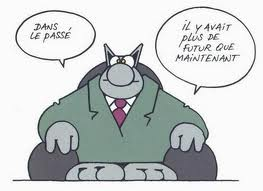 DANS
LE PASSÉ
IL Y AVAIT
PLUS DE
FUTUR QUE
MAINTENANT